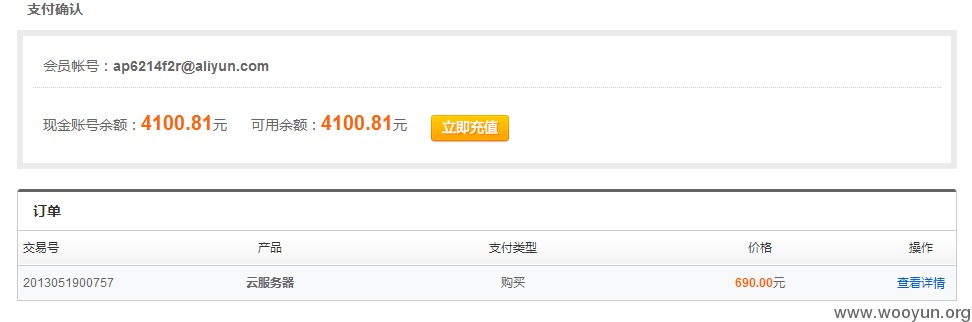 支付确认
会员帐号：ap6214f2r@aliyun.com
现金账号余额：4100.81元 可用余额：4100.81元 立即充值
订单
交易号 产品 支付类型 价格 操作
2013051900757 云服务器 购买 690.00元 查看详情
www.wooyun.org